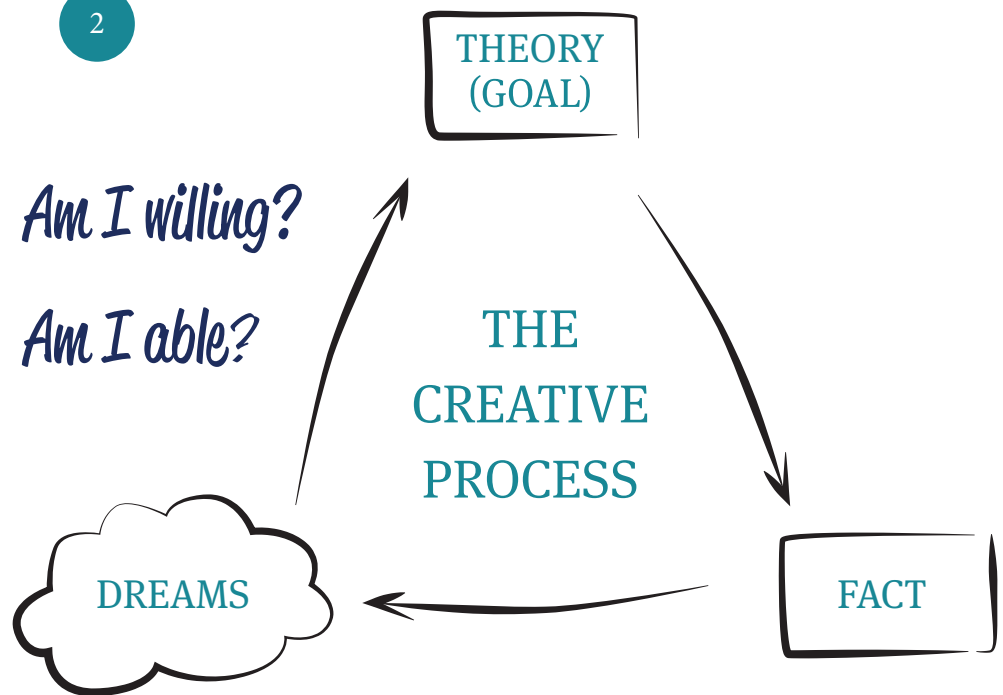 2
THEORY
(GOAL)
Am I willing?
Am I able?
THE
CREATIVE
PROCESS
DREAMS
FACT